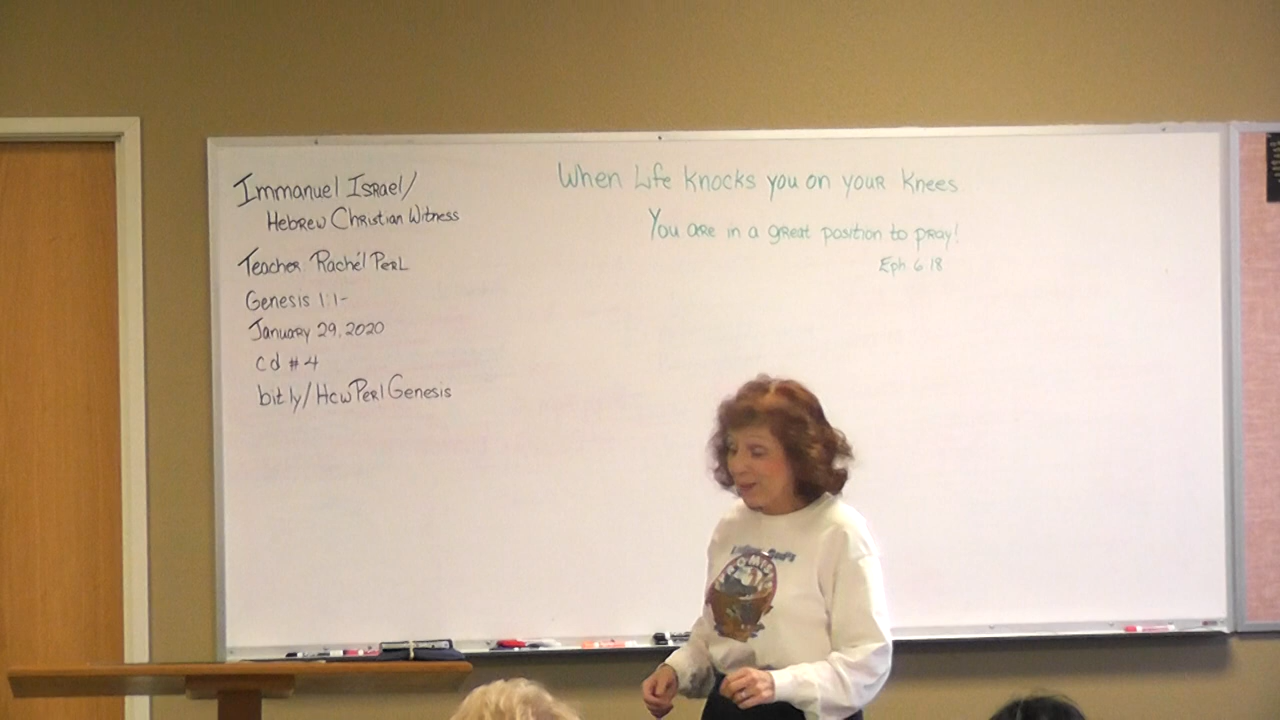 Immanuel Israel/
Hebrew Christian Witness
Teacher: Rachél Perl
Genesis 1:1-
January 29, 2020
cd #4
bit.ly/HcwPerlGenesis
When Life Knocks you on your Knees
You are in a great position to pray!
Eph 6:18